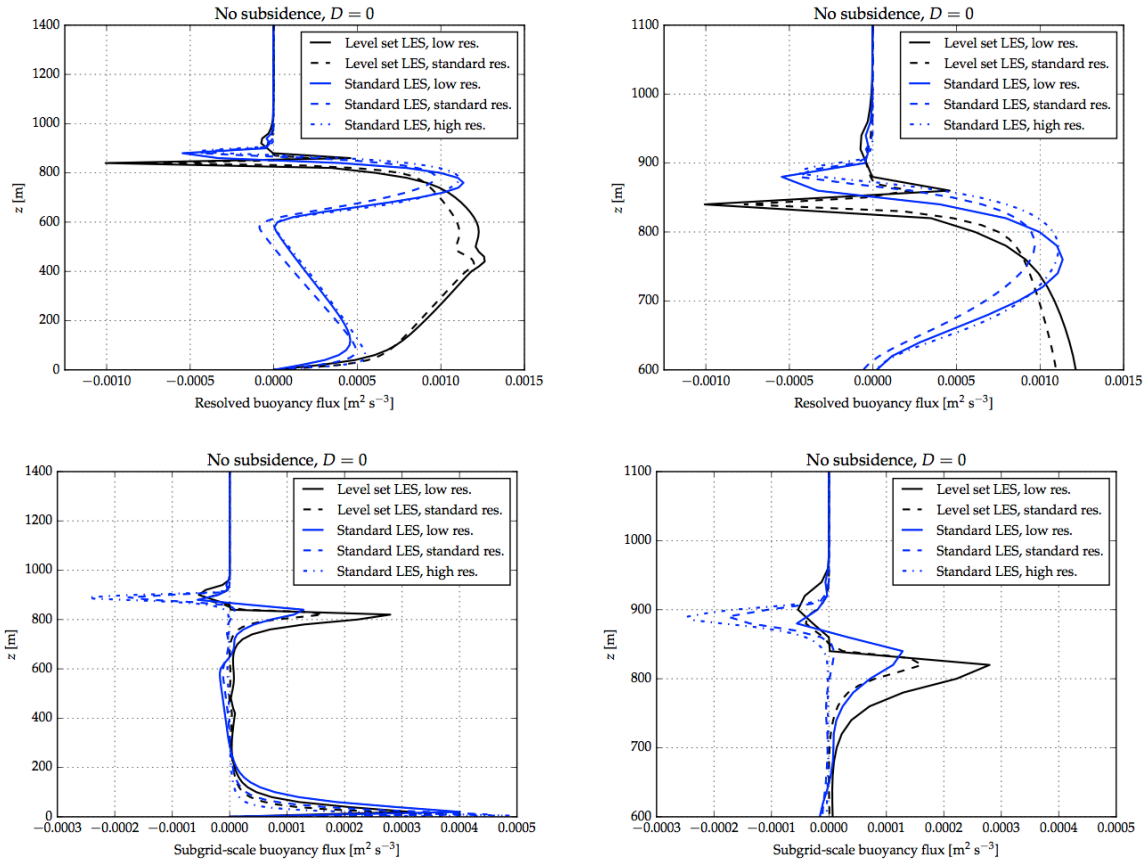 No subsidence, D = 0
1400
1200
1000
800
600
400
200
0
z [m]
Level set LES, low res.
Level set LES, standard res.
Standard LES, low res.
Standard LES, standard res.
Standard LES, high res.
−0.0010 −0.0005 0.0000 0.0005 0.0010 0.0015
Resolved buoyancy flux [m² s⁻³]
No subsidence, D = 0
1100
1000
900
800
700
600
z [m]
Level set LES, low res.
Level set LES, standard res.
Standard LES, low res.
Standard LES, standard res.
Standard LES, high res.
−0.0010 −0.0005 0.0000 0.0005 0.0010 0.0015
Resolved buoyancy flux [m² s⁻³]
No subsidence, D = 0
1400
1200
1000
800
600
400
200
0
z [m]
Level set LES, low res.
Level set LES, standard res.
Standard LES, low res.
Standard LES, standard res.
Standard LES, high res.
−0.0003 −0.0002 −0.0001 0.0000 0.0001 0.0002 0.0003 0.0004 0.0005
Subgrid-scale buoyancy flux [m² s⁻³]
No subsidence, D = 0
1100
1000
900
800
700
600
z [m]
Level set LES, low res.
Level set LES, standard res.
Standard LES, low res.
Standard LES, standard res.
Standard LES, high res.
−0.0003 −0.0002 −0.0001 0.0000 0.0001 0.0002 0.0003 0.0004 0.0005
Subgrid-scale buoyancy flux [m² s⁻³]